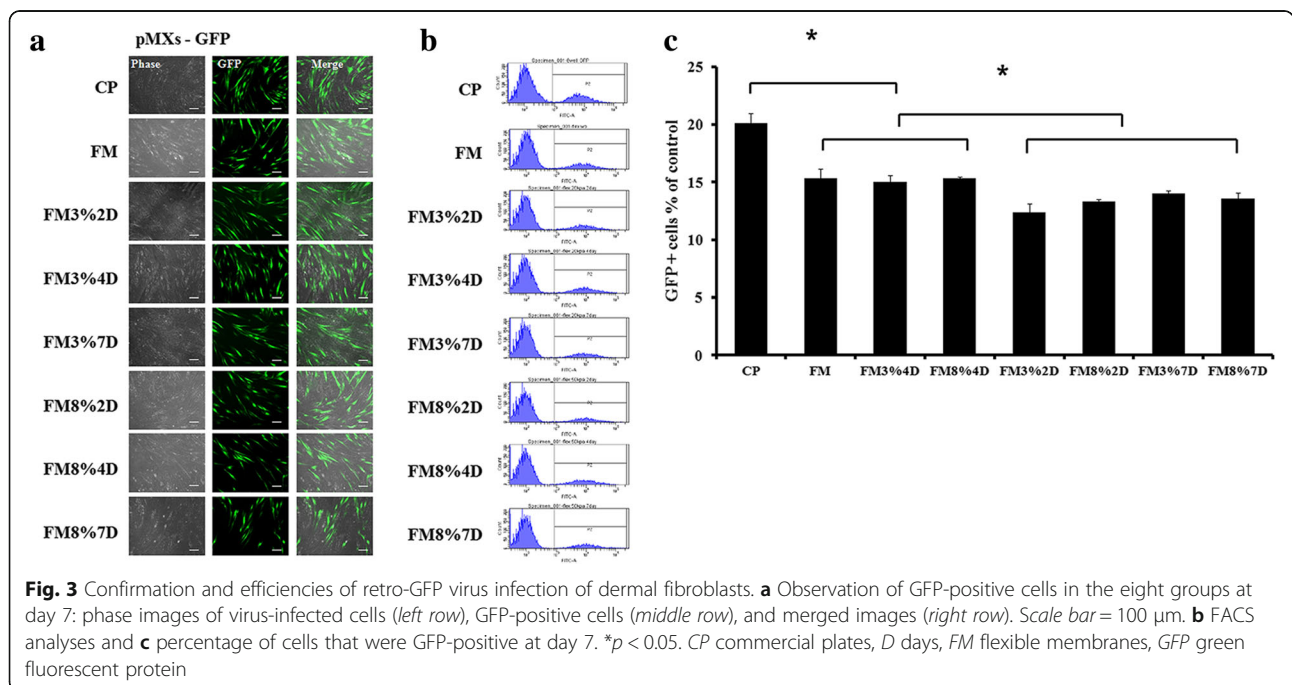 a
pMXs - GFP
Phase
GFP
Merge
CP
FM
FM3%2D
FM3%4D
FM3%7D
FM8%2D
FM8%4D
FM8%7D
b
CP
FM
FM3%2D
FM3%4D
FM3%7D
FM8%2D
FM8%4D
FM8%7D
Count
P2
FITC-A
c
*
*
GFP+ cells % of control
25
20
15
10
5
0
CP
FM
FM3%4D
FM8%4D
FM3%2D
FM8%2D
FM3%7D
FM8%7D
Fig. 3 Confirmation and efficiencies of retro-GFP virus infection of dermal fibroblasts. a Observation of GFP-positive cells in the eight groups at
day 7: phase images of virus-infected cells (left row), GFP-positive cells (middle row), and merged images (right row). Scale bar = 100 μm. b FACS
analyses and c percentage of cells that were GFP-positive at day 7. *p < 0.05. CP commercial plates, D days, FM flexible membranes, GFP green
fluorescent protein